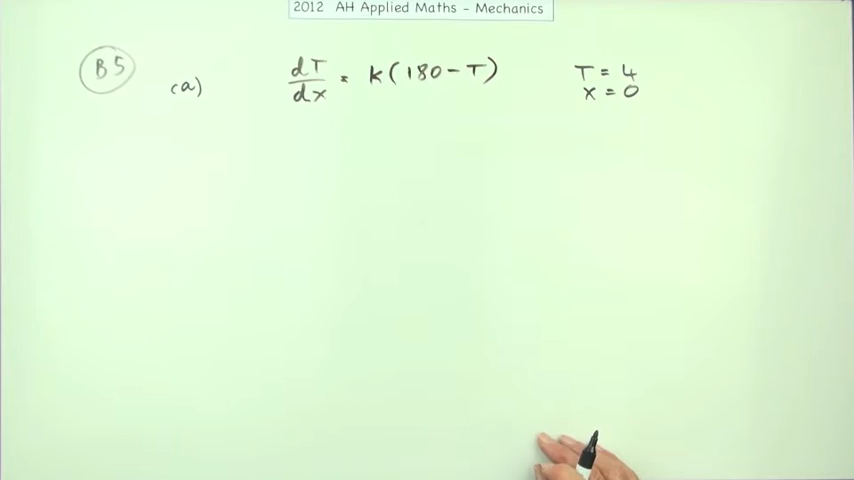 2012 AH Applied Maths - Mechanics
B5
(a)
dT/dx = k(180-T)
T = 4
x = 0